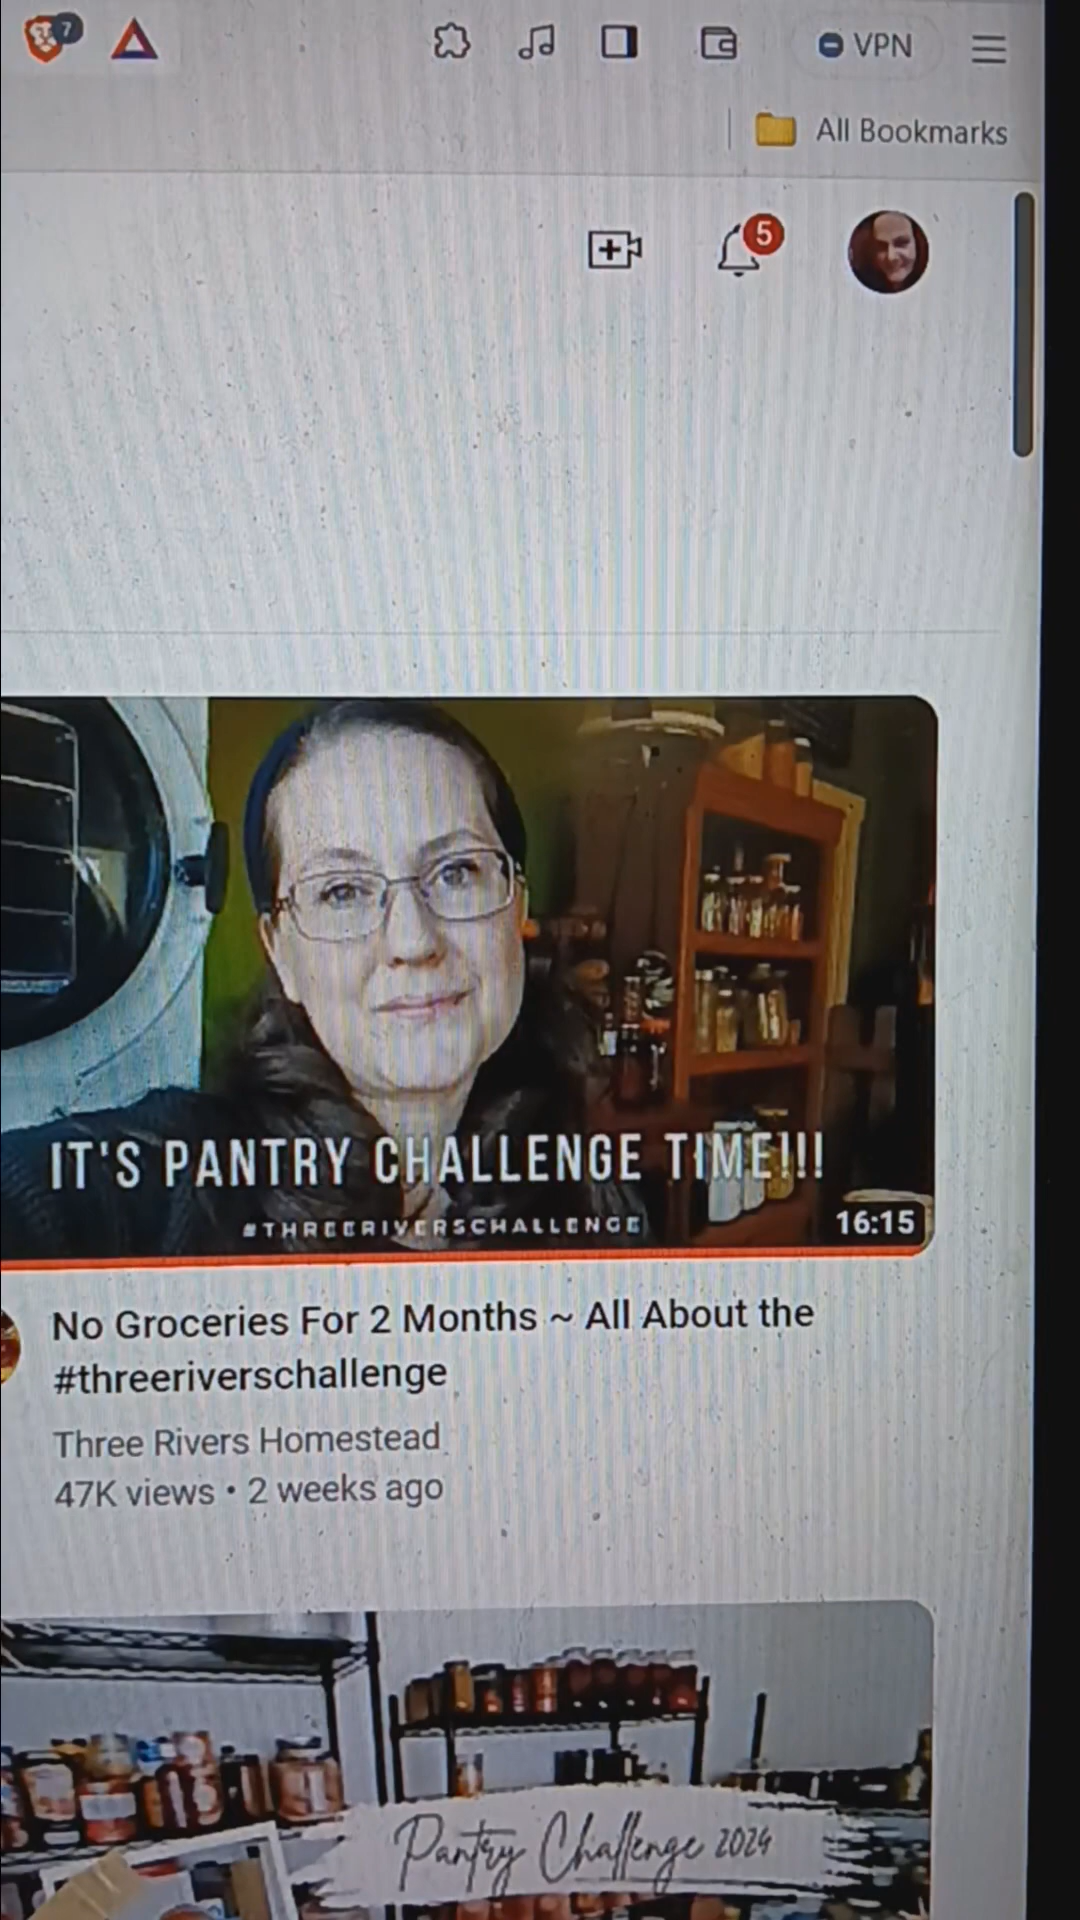 7
VPN
All Bookmarks
5
IT'S PANTRY CHALLENGE TIME!!!
#THREERIVERSCHALLENGE
16:15
No Groceries For 2 Months ~ All About the
#threeriverschallenge
Three Rivers Homestead
47K views • 2 weeks ago
Pantry Challenge 2024